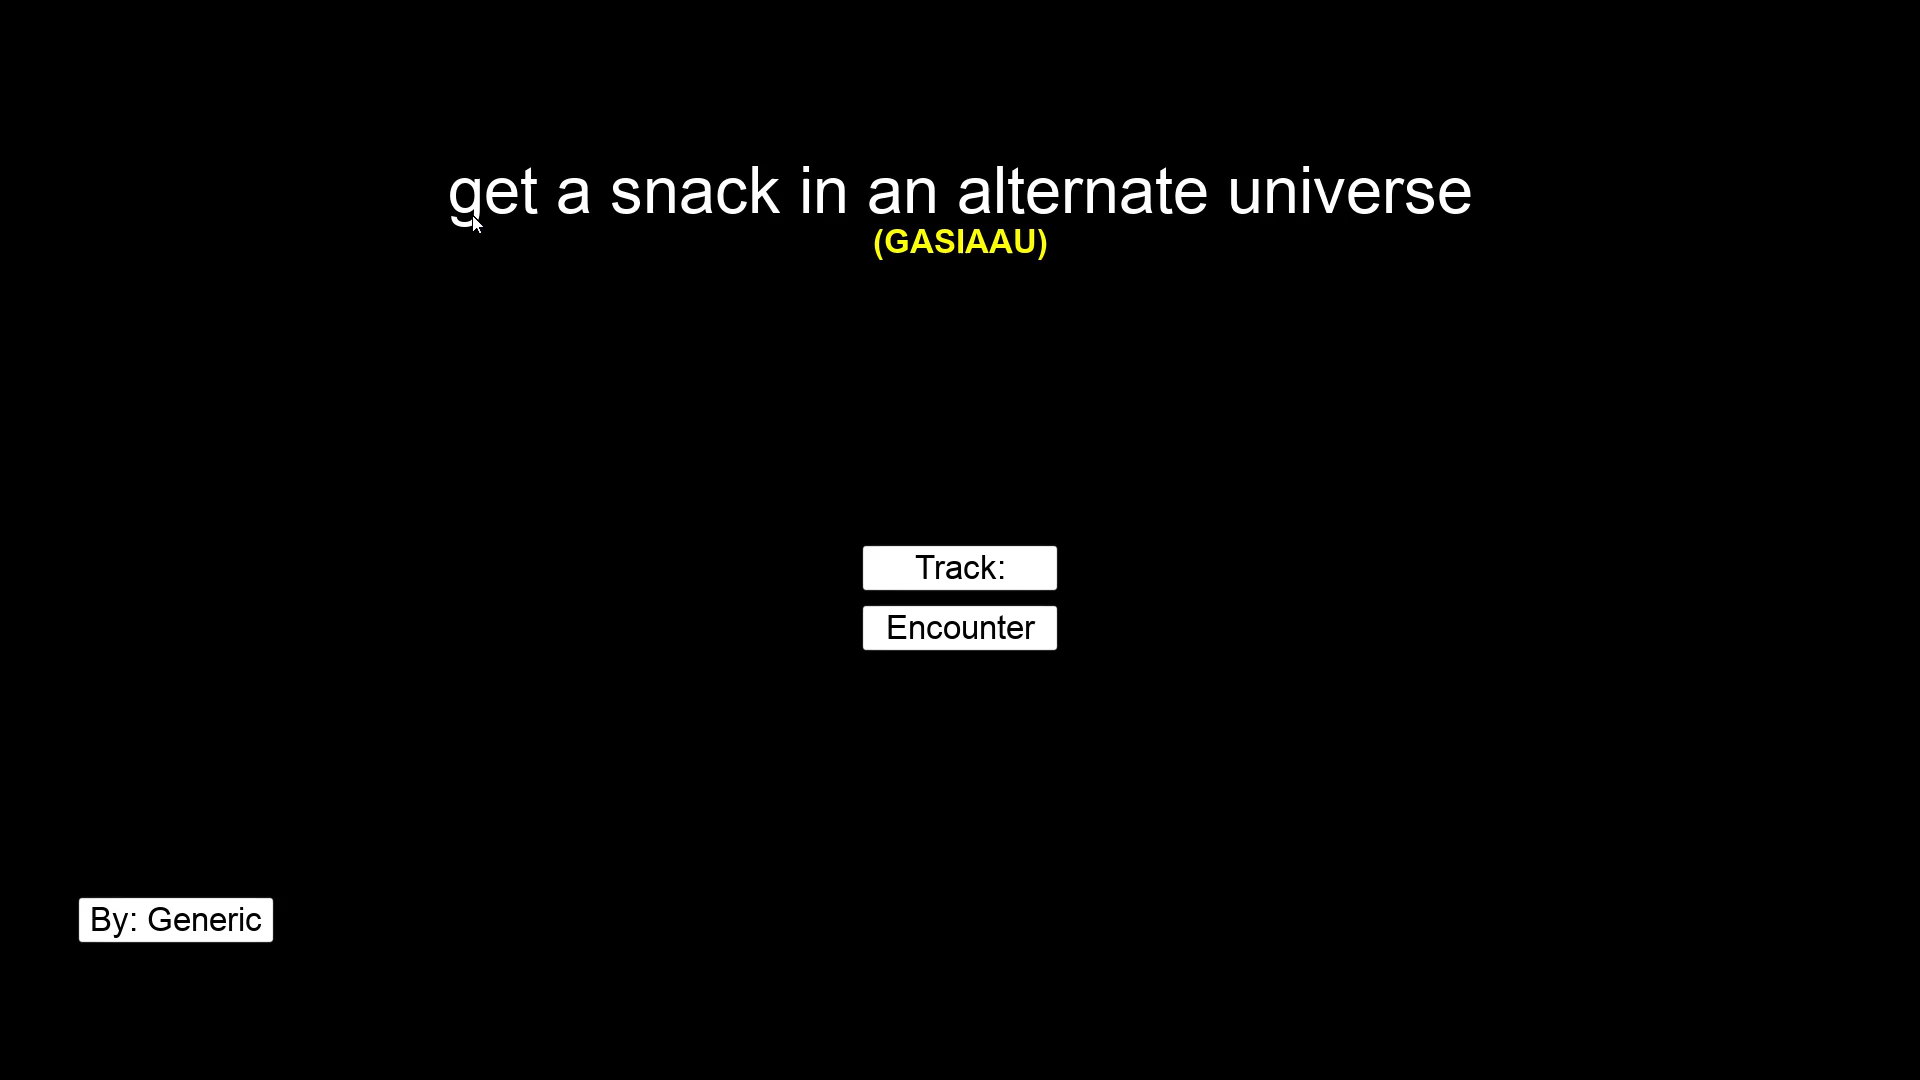 get a snack in an alternate universe
(GASIAAU)
Track:
Encounter
By: Generic